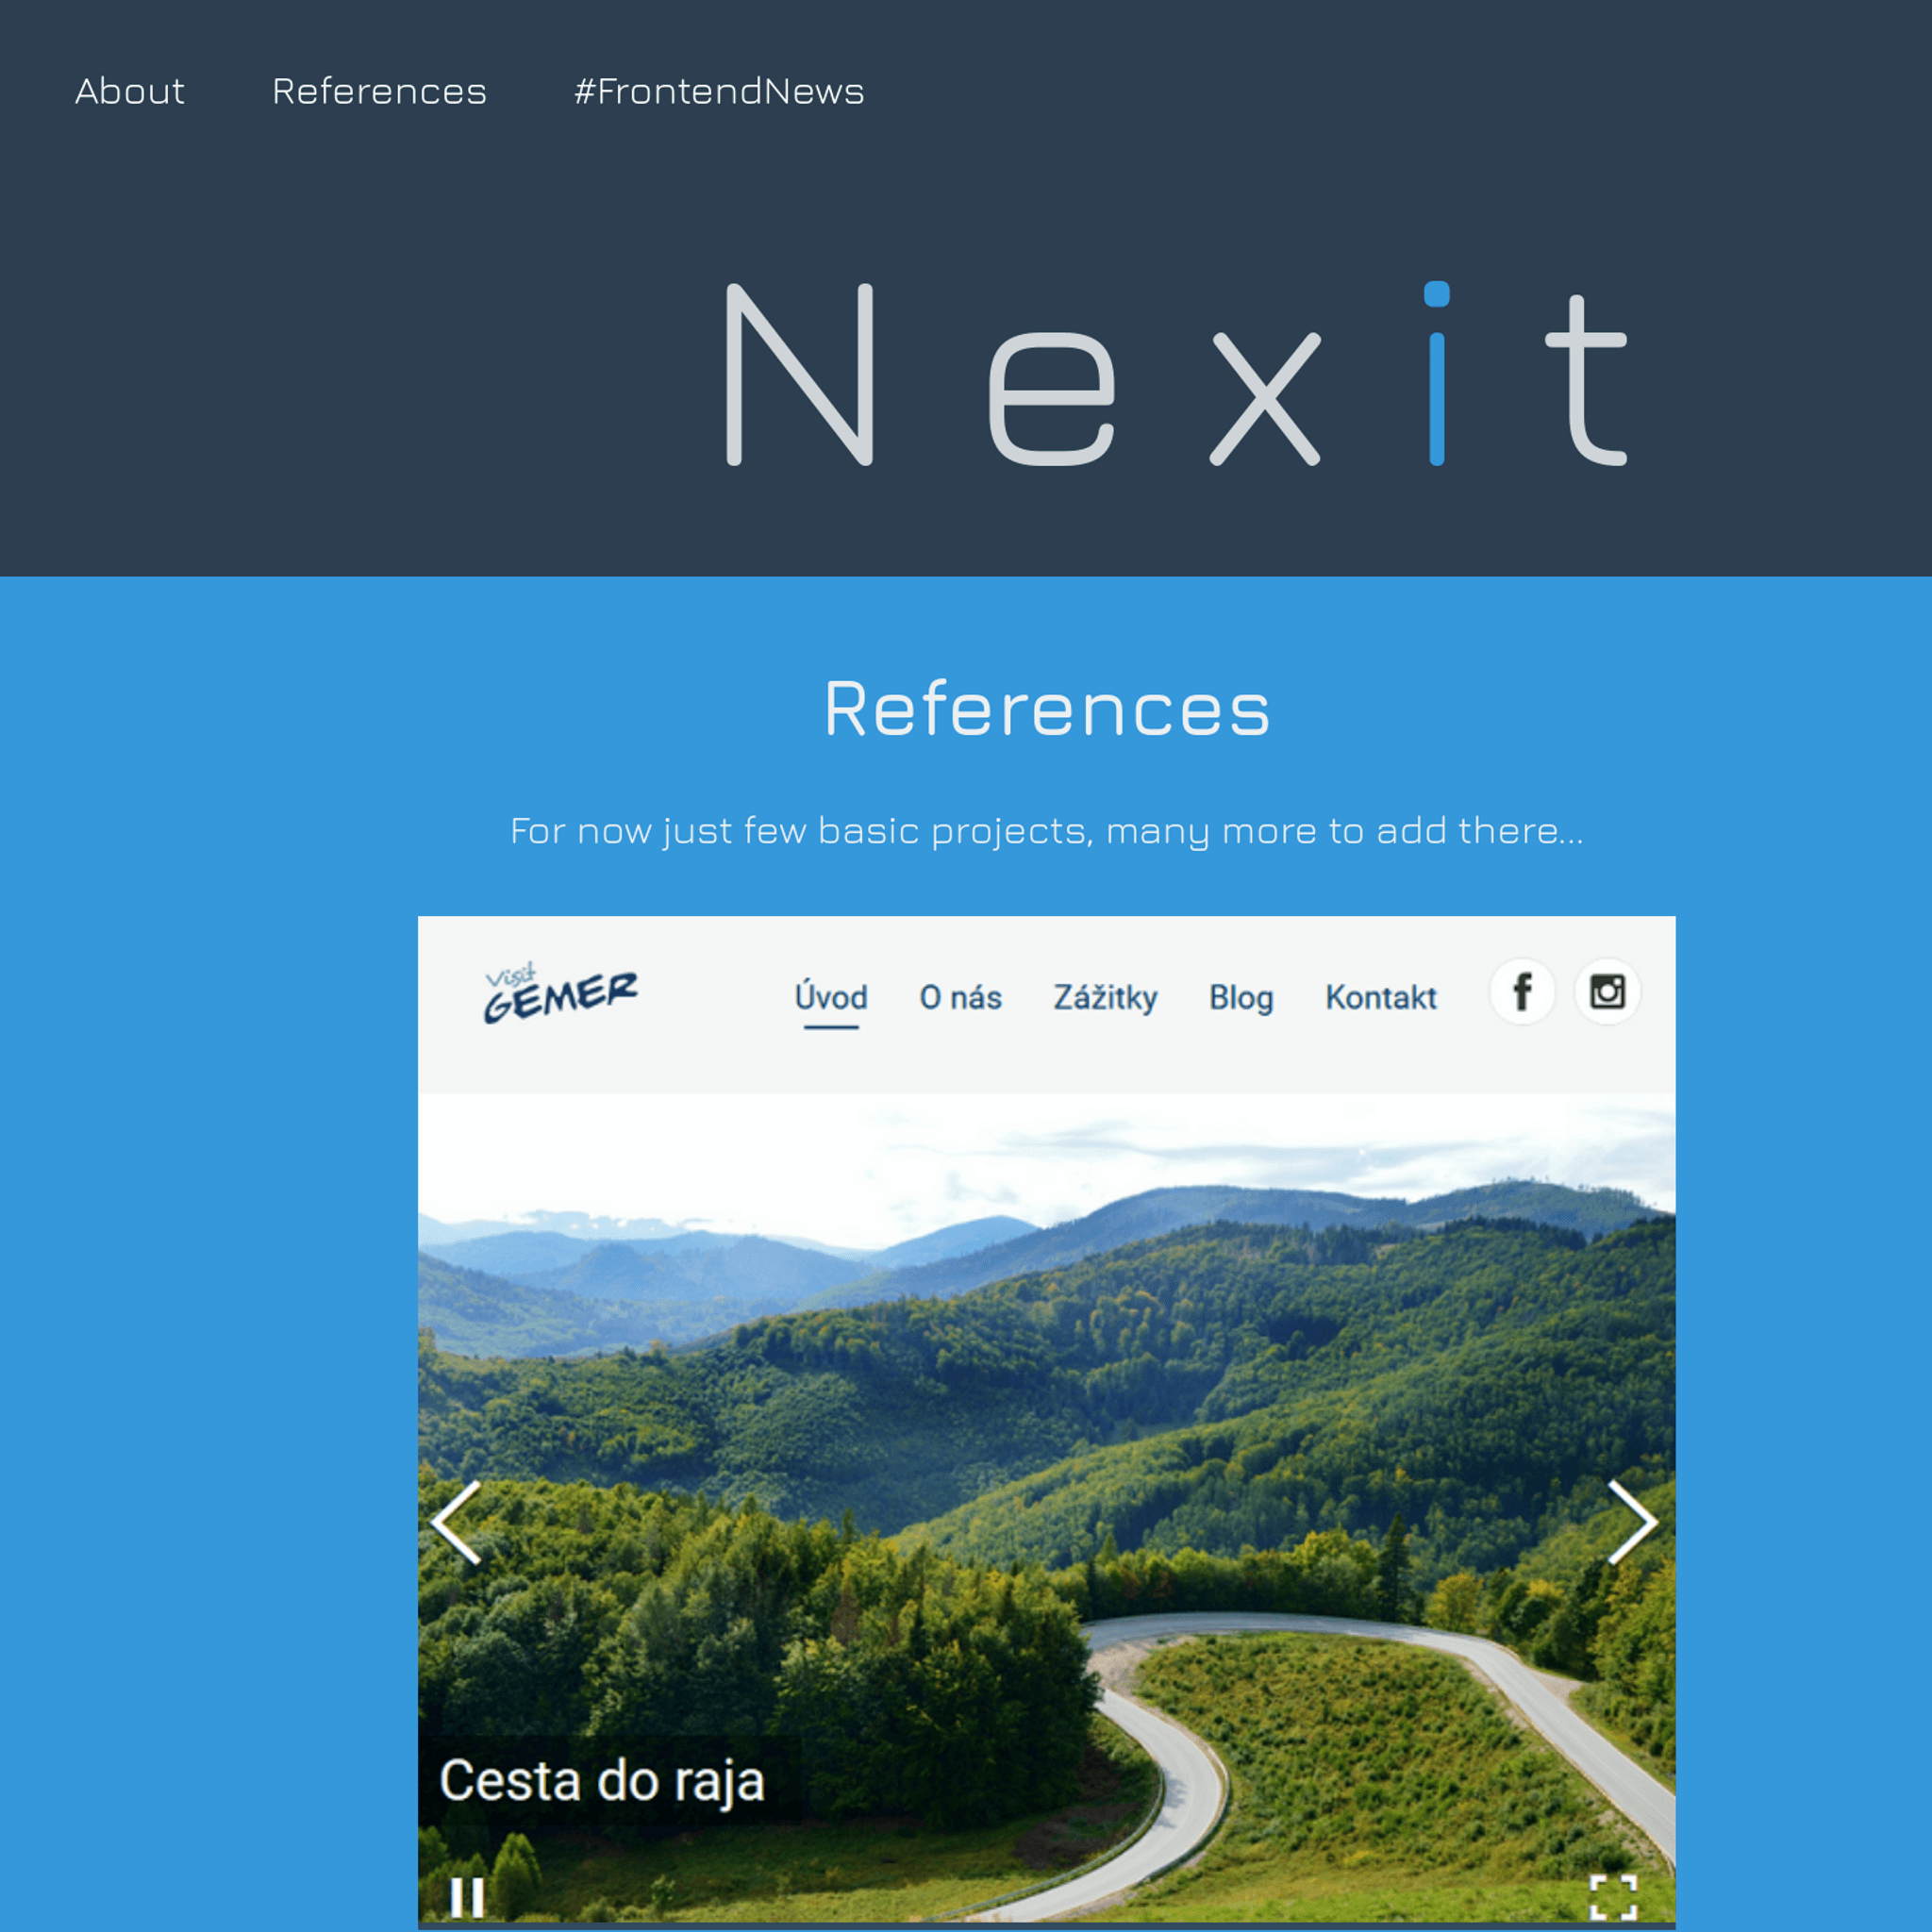 About References #FrontendNews
Nexit
References
For now just few basic projects, many more to add there...
Visit
GEMER
Úvod O nás Zážitky Blog Kontakt
Cesta do raja